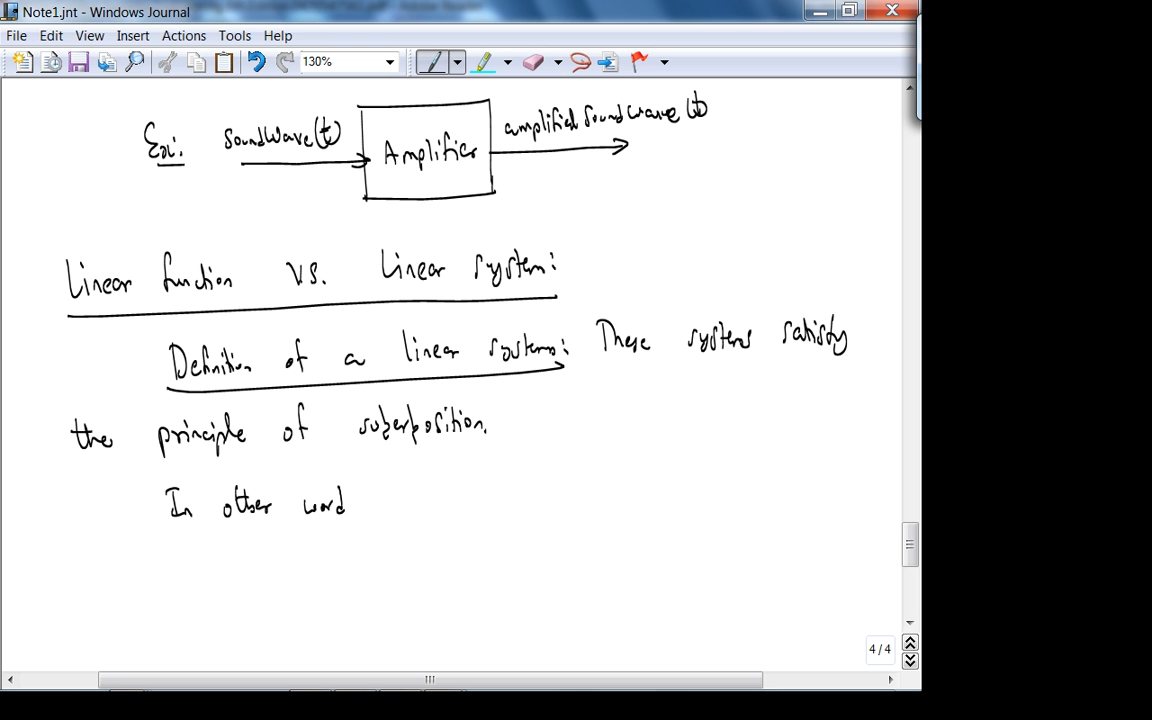 Note1.jnt - Windows Journal
File Edit View Insert Actions Tools Help
130%
Ex: SoundWave(t) Amplifier amplified SoundWave(t)
Linear function vs. Linear system:
Definition of a linear systems: These systems satisfy
the principle of superposition.
In other word
4 / 4